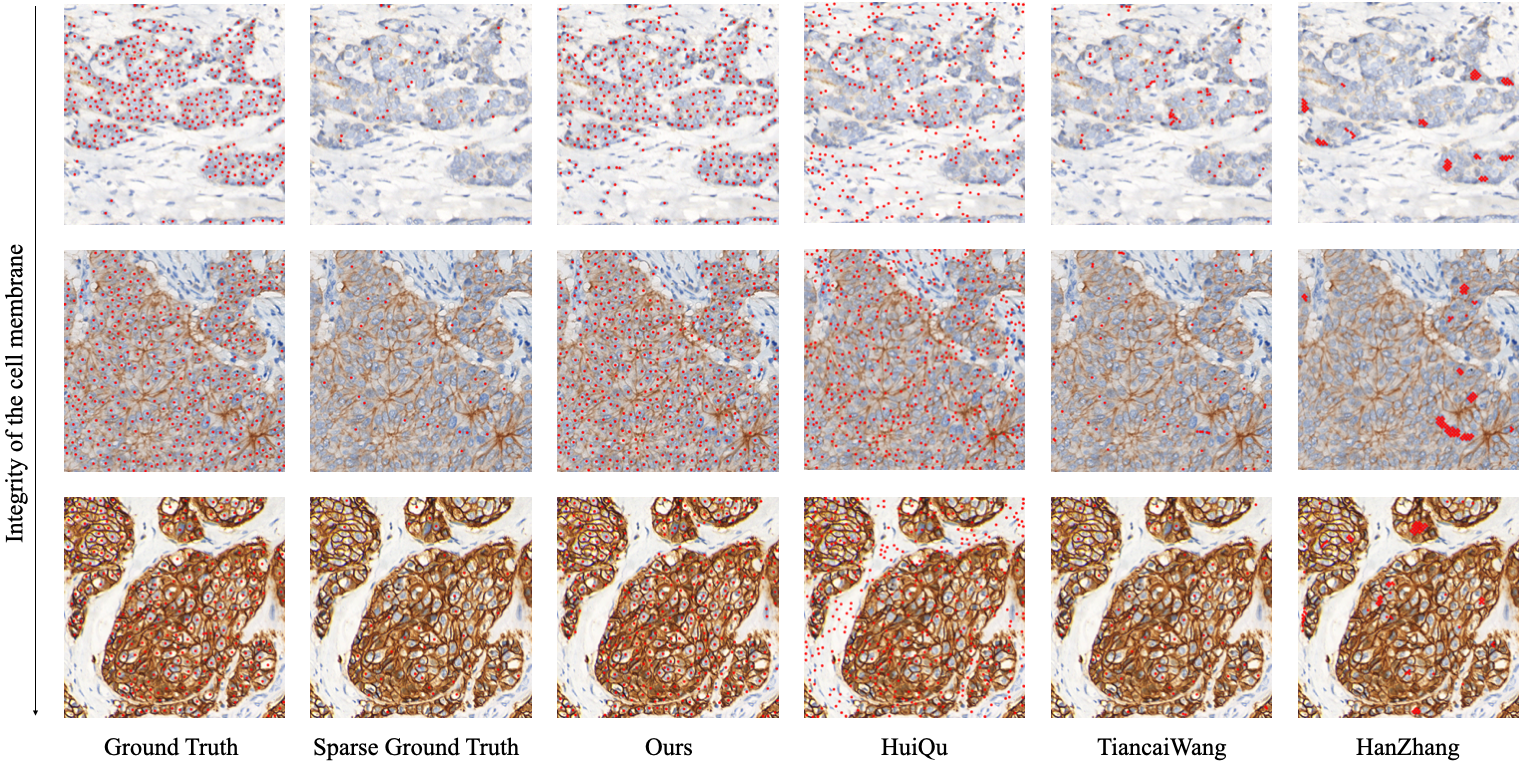 Integrity of the cell membrane
Ground Truth
Sparse Ground Truth
Ours
HuiQu
TiancaiWang
HanZhang